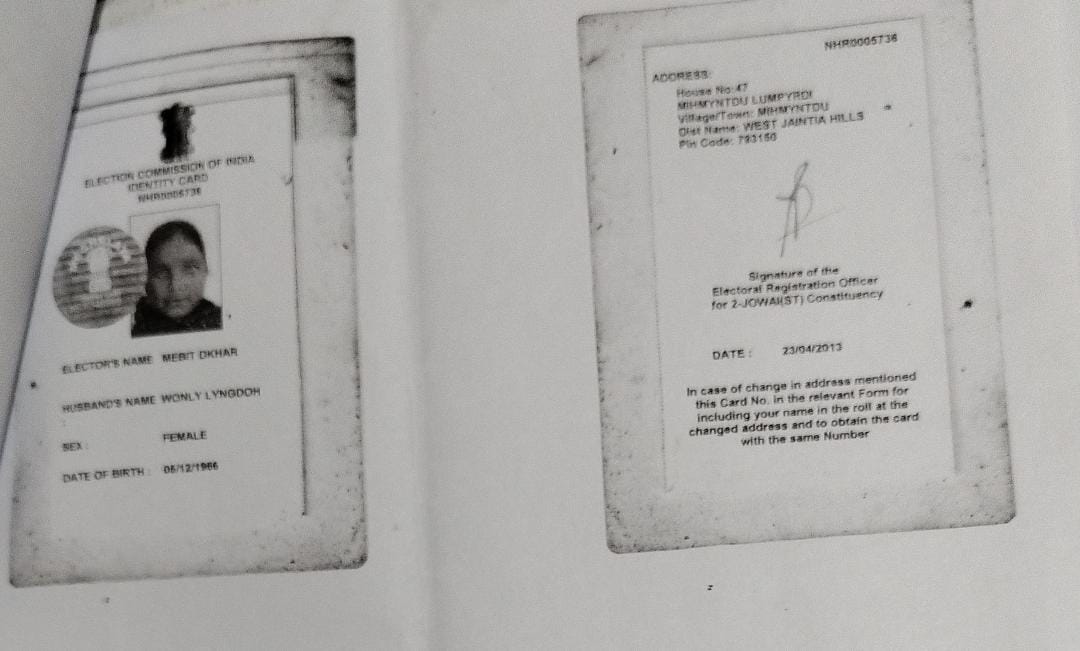 ELECTION COMMISSION OF INDIA
IDENTITY CARD
NHR0005736
ELECTOR'S NAME MEBIT DKHAR
HUSBAND'S NAME WONLY LYNGDOH
:
SEX : FEMALE
DATE OF BIRTH : 05/12/1966
NHR0005736
ADDRESS:
House No:47
MIHMYNTDU LUMPYRDI
Village/Town: MIHMYNTDU
Dist Name: WEST JAINTIA HILLS
Pin Code: 793150
Signature of the
Electoral Registration Officer
for 2-JOWAI(ST) Constituency
DATE : 23/04/2013
In case of change in address mentioned
this Card No. in the relevant Form for
including your name in the roll at the
changed address and to obtain the card
with the same Number